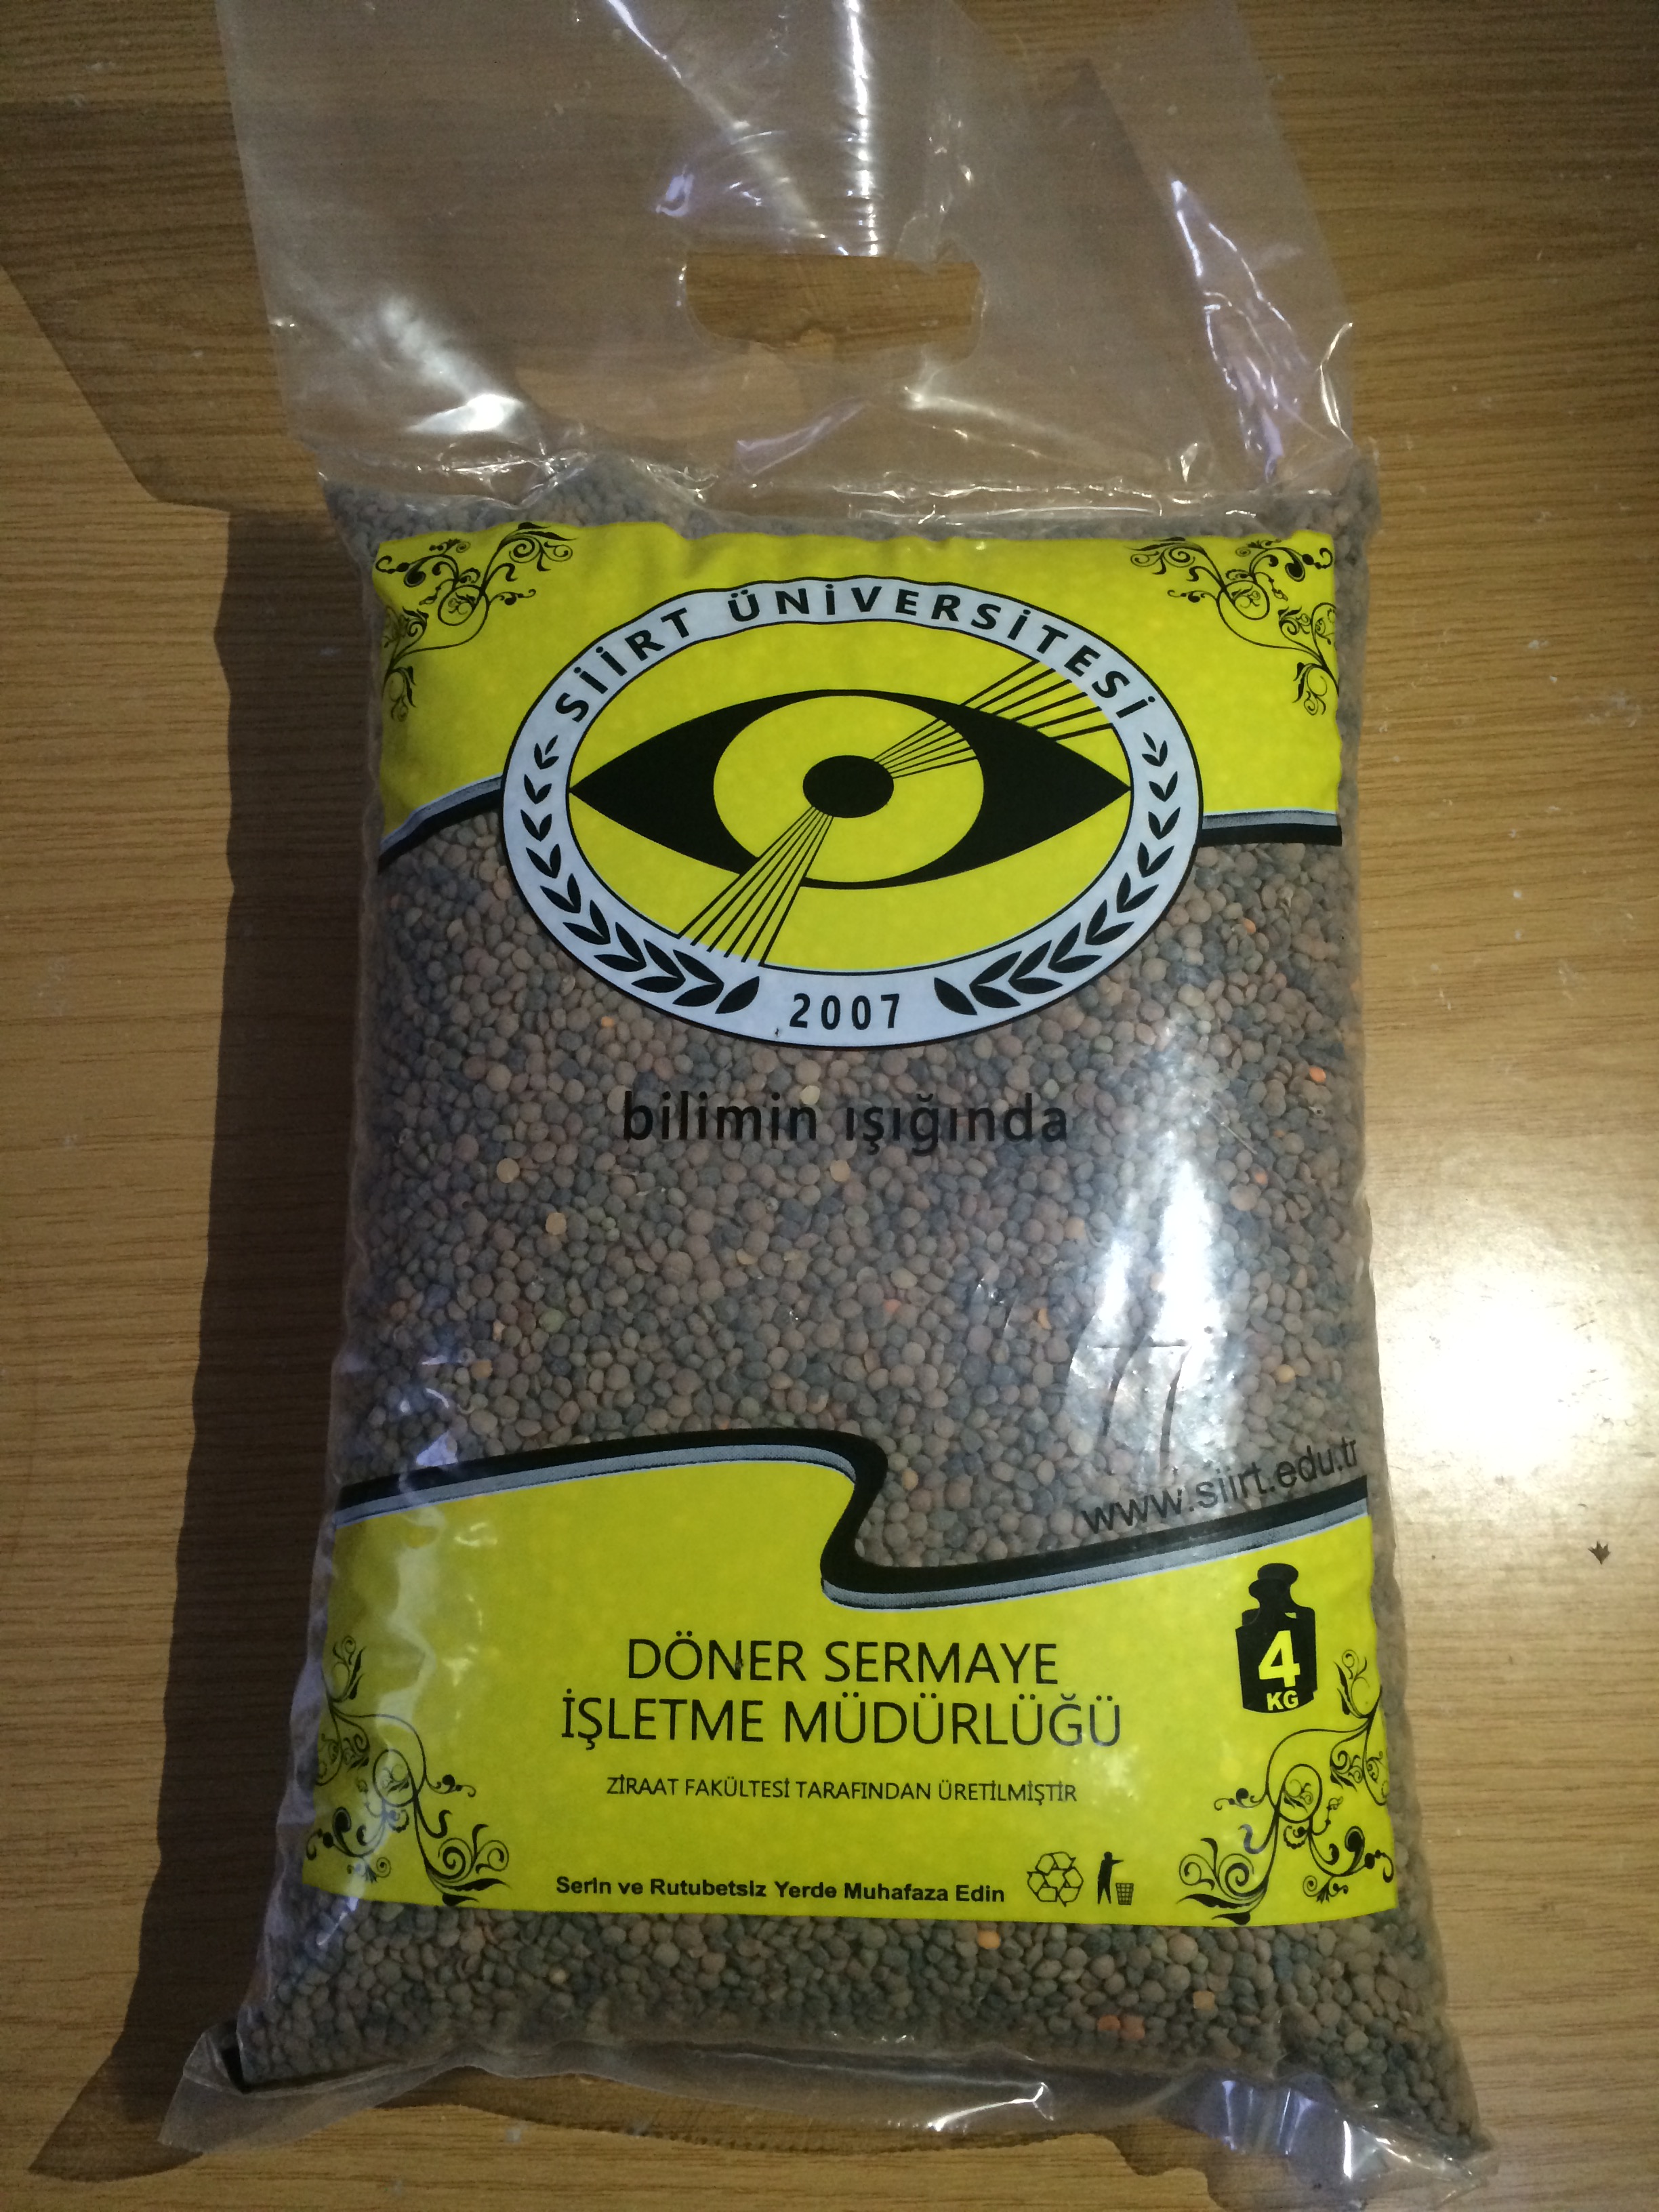 SİİRT ÜNİVERSİTESİ
2007
bilimin ışığında
www.siirt.edu.tr
4
KG
DÖNER SERMAYE
İŞLETME MÜDÜRLÜĞÜ
ZİRAAT FAKÜLTESİ TARAFINDAN ÜRETİLMİŞTİR
Serin ve Rutubetsiz Yerde Muhafaza Edin